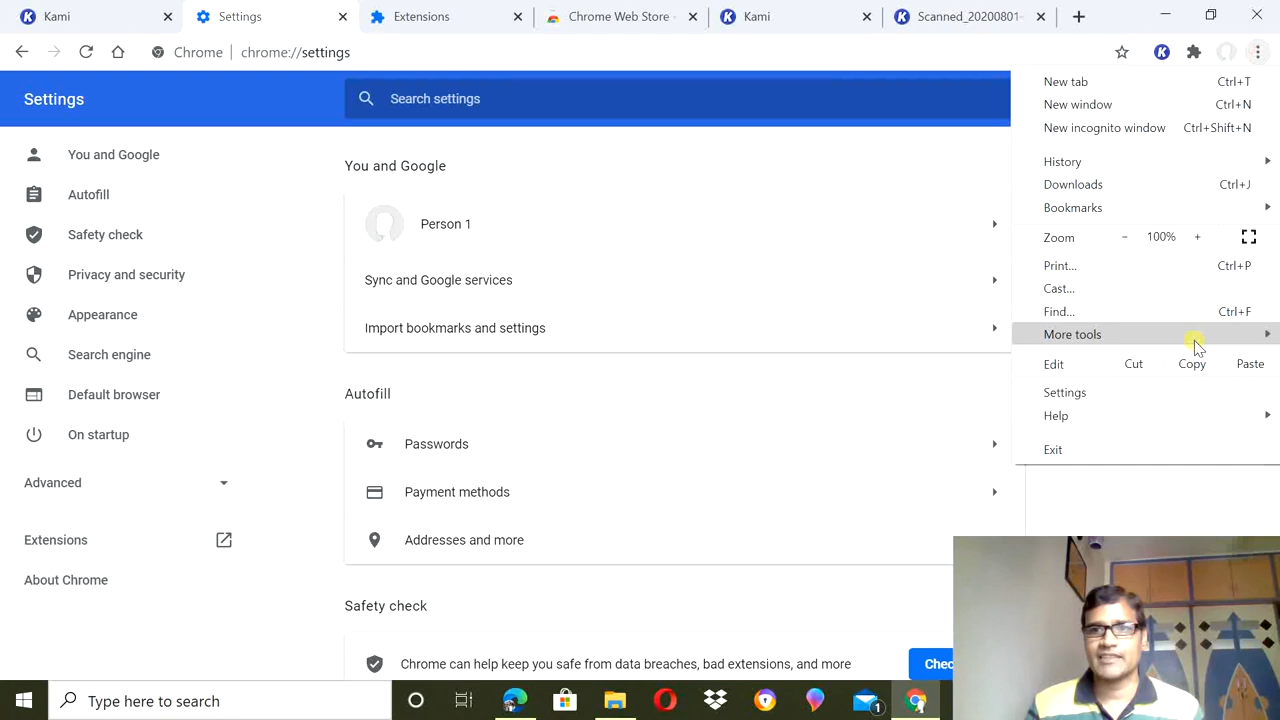 Kami
Settings
Extensions
Chrome Web Store -
Kami
Scanned_20200801-
Chrome
chrome://settings
Settings
Search settings
You and Google
Autofill
Safety check
Privacy and security
Appearance
Search engine
Default browser
On startup
Advanced
Extensions
About Chrome
You and Google
Person 1
Sync and Google services
Import bookmarks and settings
Autofill
Passwords
Payment methods
Addresses and more
Safety check
Chrome can help keep you safe from data breaches, bad extensions, and more
Chec
New tab Ctrl+T
New window Ctrl+N
New incognito window Ctrl+Shift+N
History
Downloads Ctrl+J
Bookmarks
Zoom − 100% +
Print... Ctrl+P
Cast...
Find... Ctrl+F
More tools
Edit Cut Copy Paste
Settings
Help
Exit
Type here to search
1